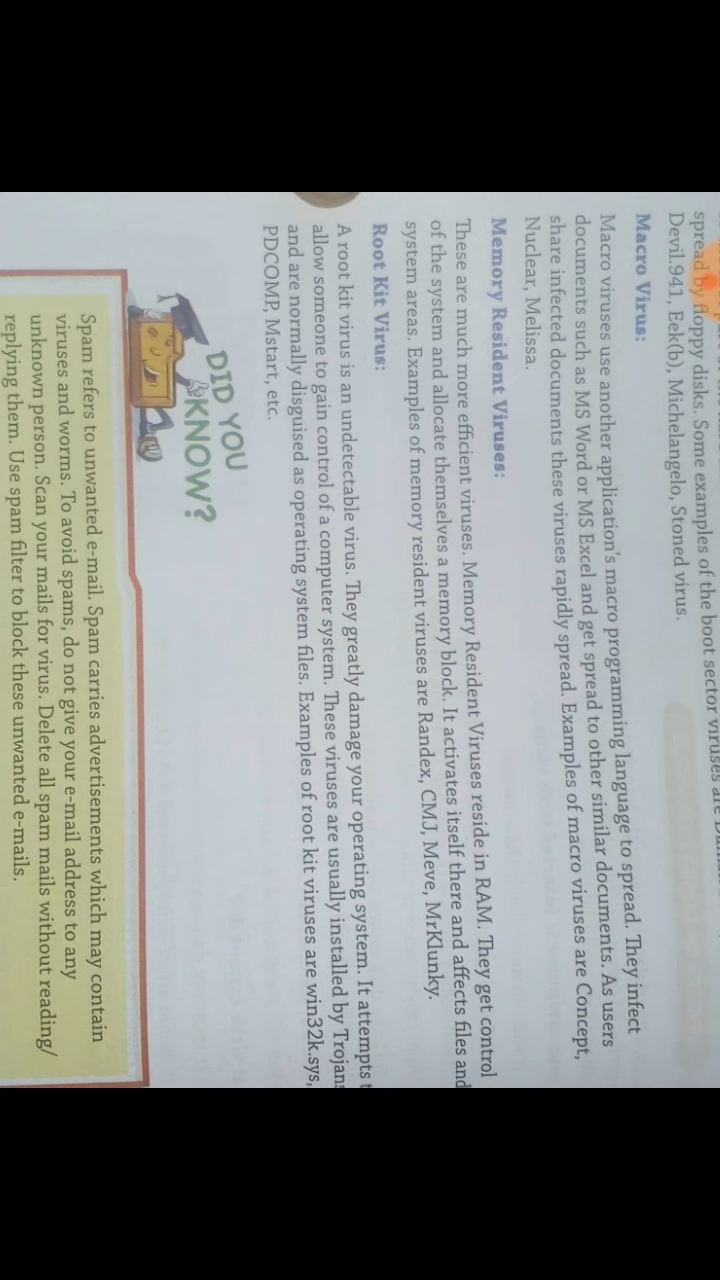 spread by floppy disks. Some examples of the boot sector viruses are
Devil.941, Eek(b), Michelangelo, Stoned virus.
Macro Virus:
Macro viruses use another application's macro programming language to spread. They infect
documents such as MS Word or MS Excel and get spread to other similar documents. As users
share infected documents these viruses rapidly spread. Examples of macro viruses are Concept,
Nuclear, Melissa.
Memory Resident Viruses:
These are much more efficient viruses. Memory Resident Viruses reside in RAM. They get control
of the system and allocate themselves a memory block. It activates itself there and affects files and
system areas. Examples of memory resident viruses are Randex, CMJ, Meve, MrKlunky.
Root Kit Virus:
A root kit virus is an undetectable virus. They greatly damage your operating system. It attempts t
allow someone to gain control of a computer system. These viruses are usually installed by Trojans
and are normally disguised as operating system files. Examples of root kit viruses are win32k.sys,
PDCOMP, Mstart, etc.
DID YOU
KNOW?
Spam refers to unwanted e-mail. Spam carries advertisements which may contain
viruses and worms. To avoid spams, do not give your e-mail address to any
unknown person. Scan your mails for virus. Delete all spam mails without reading/
replying them. Use spam filter to block these unwanted e-mails.